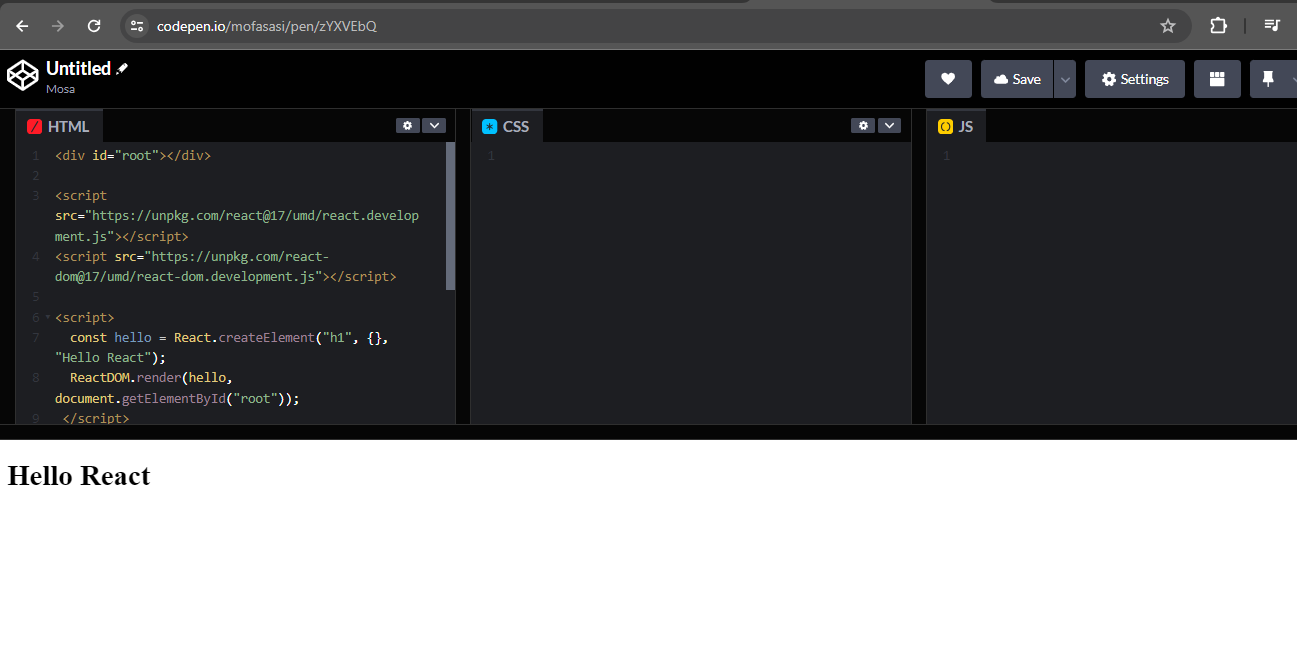 codepen.io/mofasasi/pen/zYXVEbQ
Untitled
Mosa
Save
Settings
HTML
CSS
JS
1 <div id="root"></div>
2
3 <script
src="https://unpkg.com/react@17/umd/react.develop
ment.js"></script>
4 <script src="https://unpkg.com/react-
dom@17/umd/react-dom.development.js"></script>
5
6 <script>
7 const hello = React.createElement("h1", {},
"Hello React");
8 ReactDOM.render(hello,
document.getElementById("root"));
9 </script>
1
1
Hello React